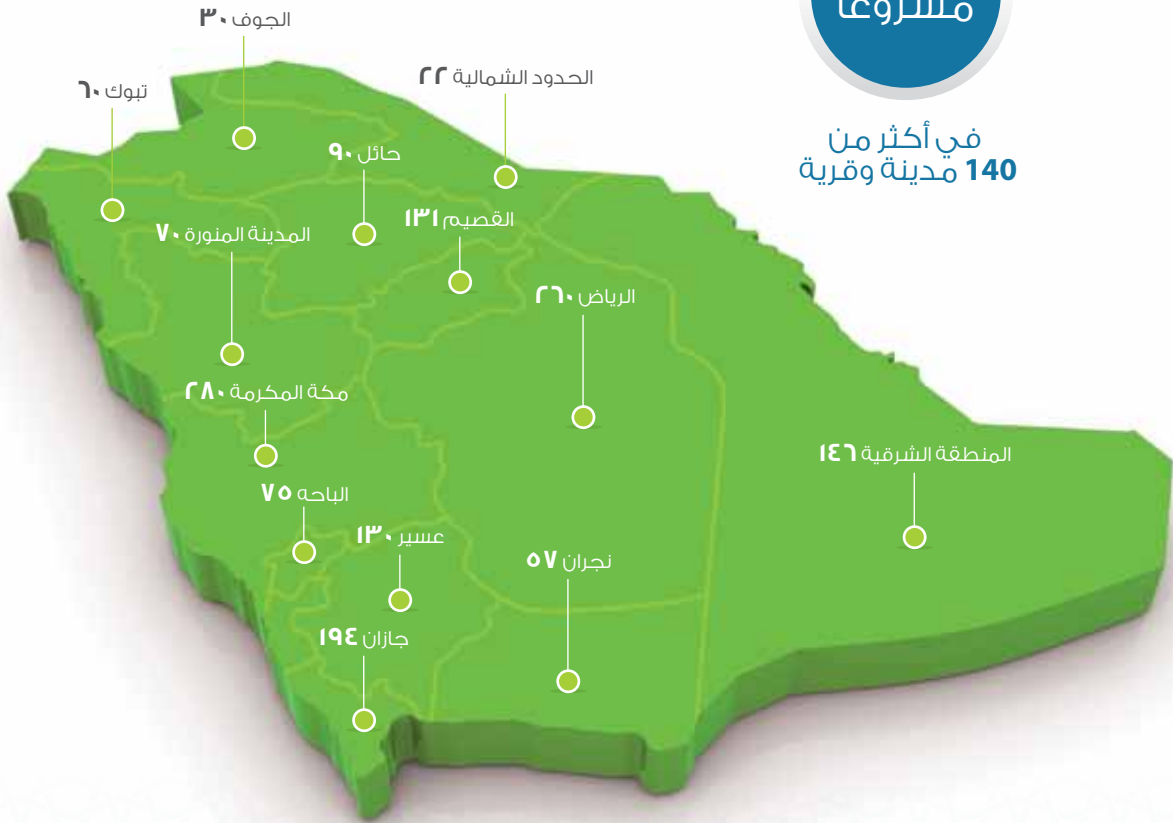 مشروعًا
في أكثر من
140 مدينة وقرية
الجوف ٣٠
الحدود الشمالية ٢٢
تبوك ٦٠
حائل ٩٠
القصيم ١٣١
المدينة المنورة ٧٠
الرياض ٢٦٠
مكة المكرمة ٢٨٠
المنطقة الشرقية ١٤٦
الباحه ٧٥
عسير ١٣٠
نجران ٥٧
جازان ١٩٤